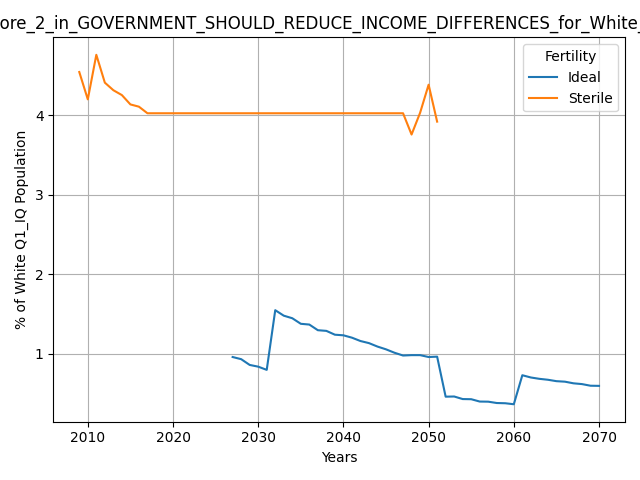 ore_2_in_GOVERNMENT_SHOULD_REDUCE_INCOME_DIFFERENCES_for_White_
Fertility
Ideal
Sterile
% of White Q1_IQ Population
4
3
2
1
2010 2020 2030 2040 2050 2060 2070
Years